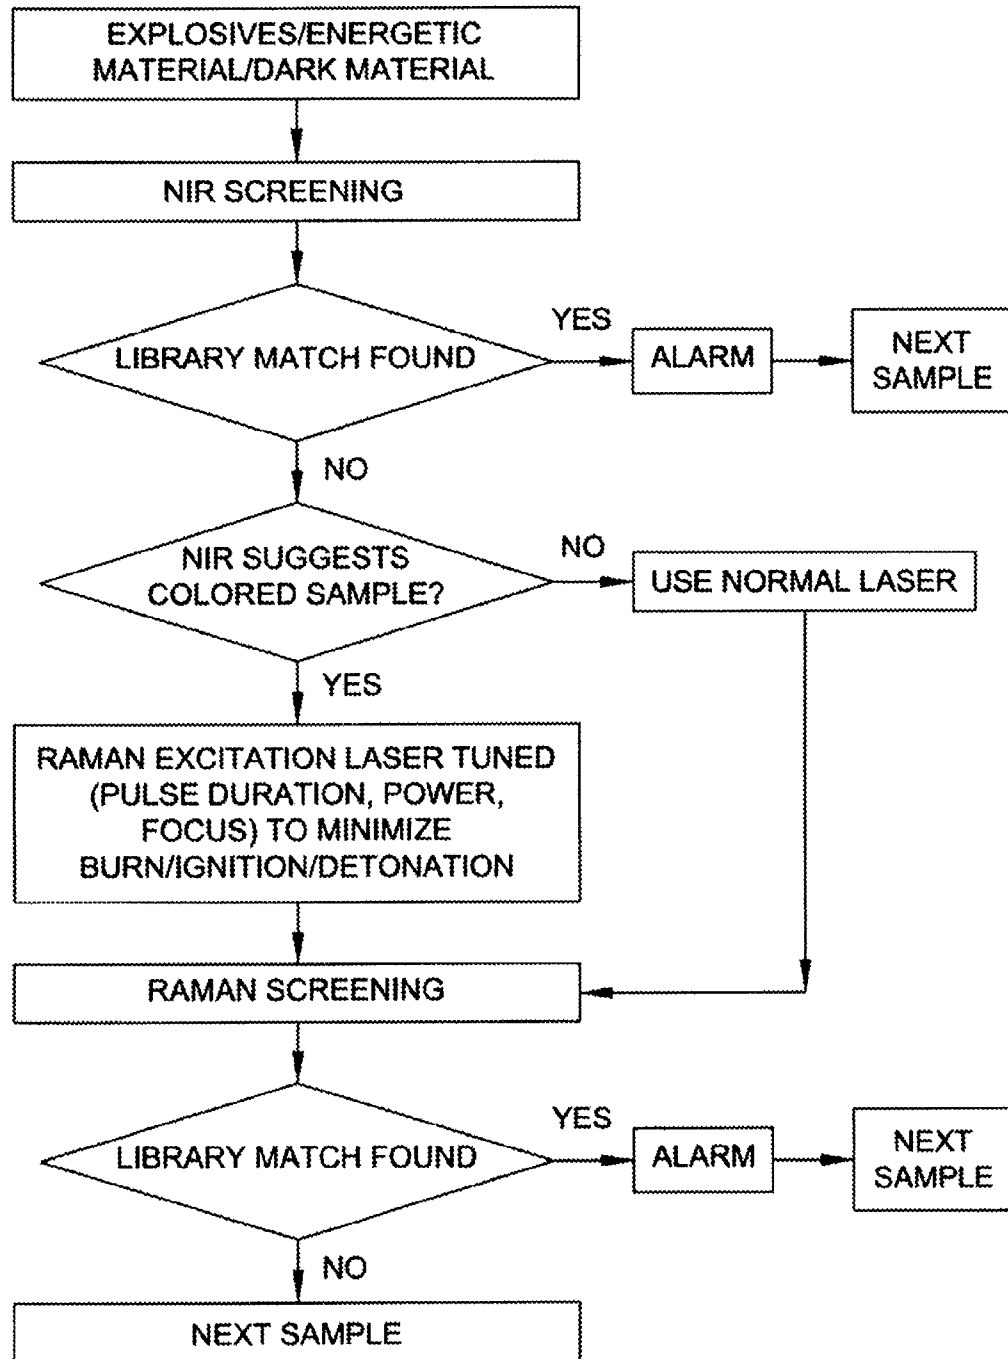 EXPLOSIVES/ENERGETIC
MATERIAL/DARK MATERIAL
NIR SCREENING
LIBRARY MATCH FOUND
YES
ALARM
NEXT
SAMPLE
NO
NIR SUGGESTS
COLORED SAMPLE?
NO
USE NORMAL LASER
YES
RAMAN EXCITATION LASER TUNED
(PULSE DURATION, POWER,
FOCUS) TO MINIMIZE
BURN/IGNITION/DETONATION
RAMAN SCREENING
LIBRARY MATCH FOUND
YES
ALARM
NEXT
SAMPLE
NO
NEXT SAMPLE